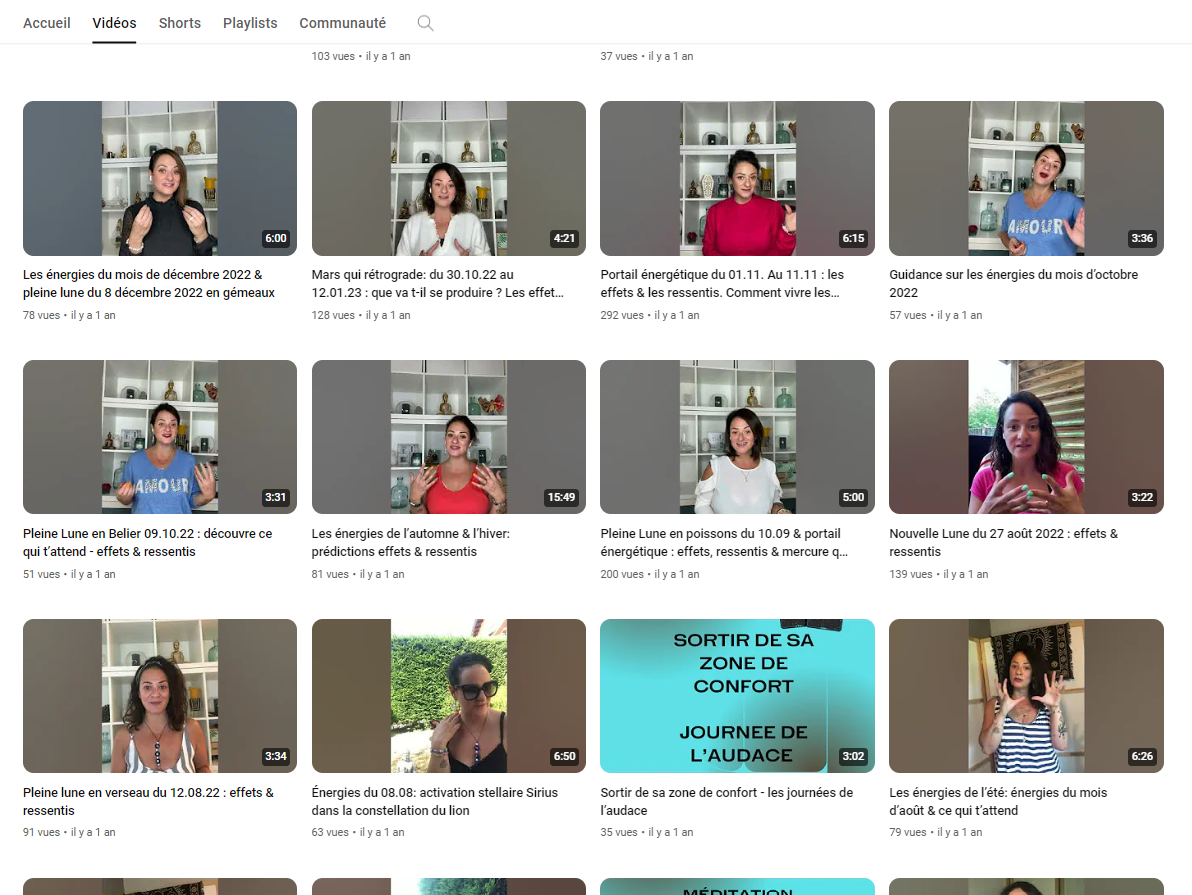 Accueil Vidéos Shorts Playlists Communauté
103 vues • il y a 1 an
37 vues • il y a 1 an
AMOUR
6:00
4:21
6:15
3:36
Les énergies du mois de décembre 2022 &
pleine lune du 8 décembre 2022 en gémeaux
78 vues • il y a 1 an
Mars qui rétrograde: du 30.10.22 au
12.01.23 : que va t-il se produire ? Les effet...
128 vues • il y a 1 an
Portail énergétique du 01.11. Au 11.11 : les
effets & les ressentis. Comment vivre les...
292 vues • il y a 1 an
Guidance sur les énergies du mois d’octobre
2022
57 vues • il y a 1 an
AMOUR
3:31
15:49
5:00
3:22
Pleine Lune en Belier 09.10.22 : découvre ce
qui t’attend - effets & ressentis
51 vues • il y a 1 an
Les énergies de l’automne & l’hiver:
prédictions effets & ressentis
81 vues • il y a 1 an
Pleine Lune en poissons du 10.09 & portail
énergétique : effets, ressentis & mercure q...
200 vues • il y a 1 an
Nouvelle Lune du 27 août 2022 : effets &
ressentis
139 vues • il y a 1 an
SORTIR DE SA
ZONE DE
CONFORT
JOURNEE DE
L’AUDACE
3:34
6:50
3:02
6:26
Pleine lune en verseau du 12.08.22 : effets &
ressentis
91 vues • il y a 1 an
Énergies du 08.08: activation stellaire Sirius
dans la constellation du lion
63 vues • il y a 1 an
Sortir de sa zone de confort - les journées de
l’audace
35 vues • il y a 1 an
Les énergies de l’été: énergies du mois
d’août & ce qui t’attend
79 vues • il y a 1 an
MÉDITATION